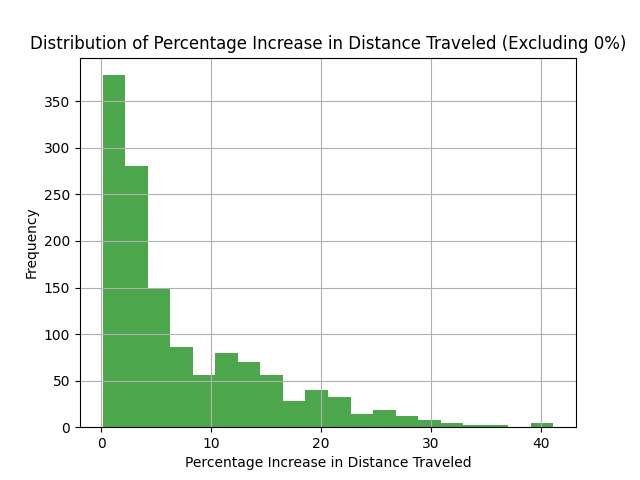 Distribution of Percentage Increase in Distance Traveled (Excluding 0%)
350
300
250
200
150
100
50
0
Frequency
0 10 20 30 40
Percentage Increase in Distance Traveled